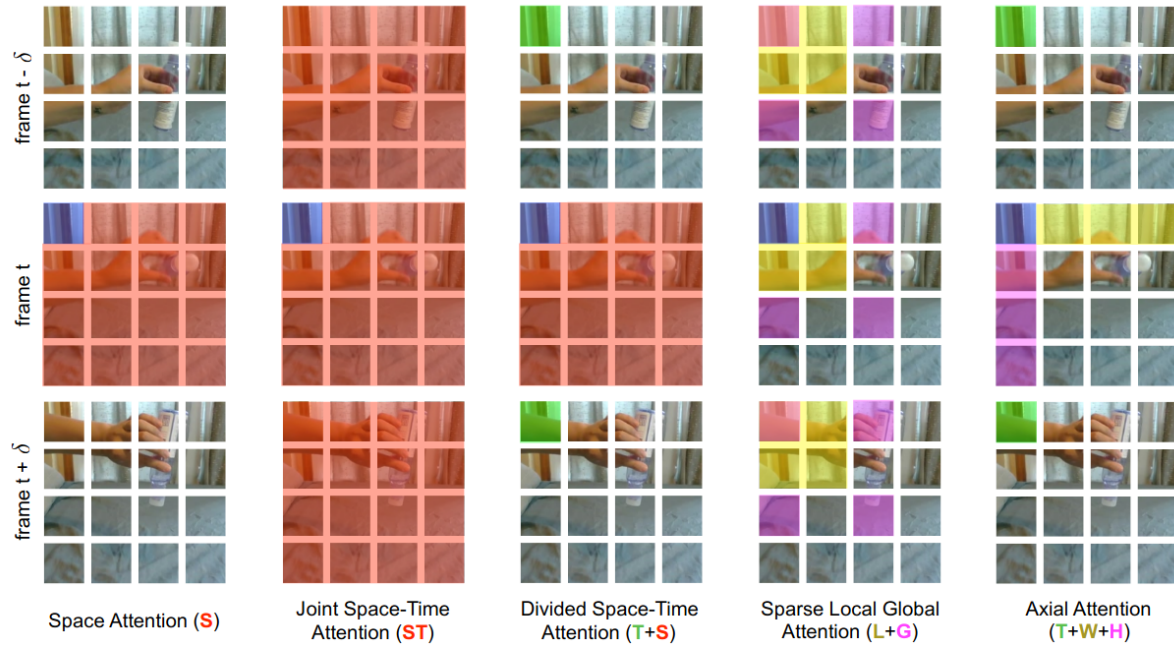 frame t - δ
frame t
frame t + δ
Space Attention (S)
Joint Space-Time
Attention (ST)
Divided Space-Time
Attention (T+S)
Sparse Local Global
Attention (L+G)
Axial Attention
(T+W+H)